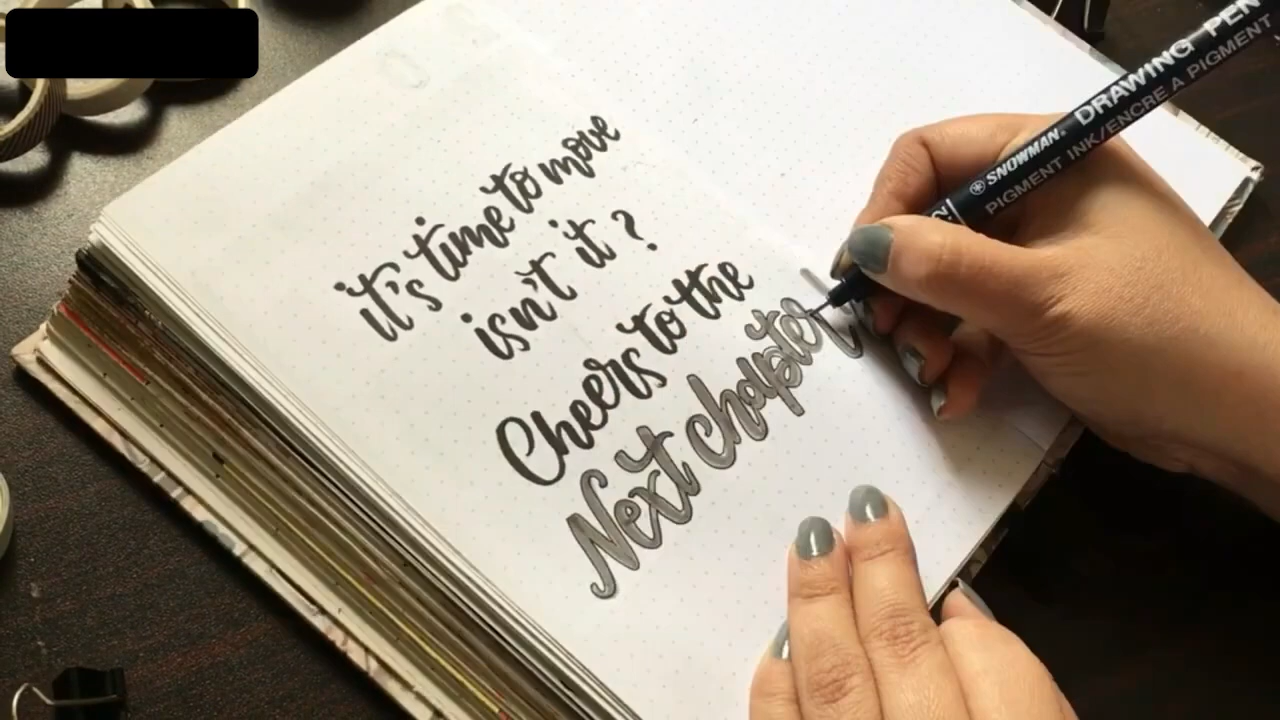 it's time to move
isn't it ?
Cheers to the
Next chapter
SNOWMAN. DRAWING PEN
PIGMENT INK/ENCRE A PIGMENT